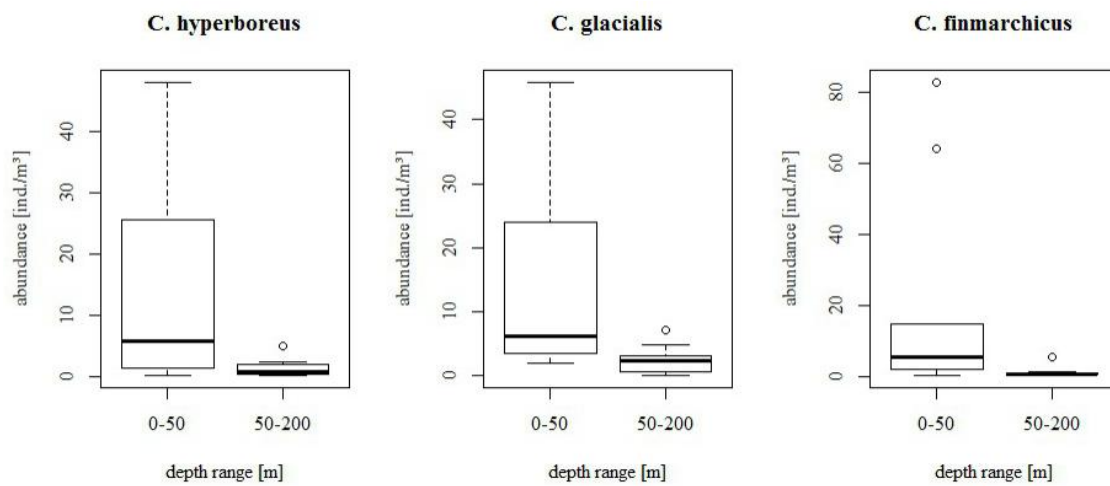 C. hyperboreus
abundance [ind./m³]
40
30
20
10
0
0-50 50-200
depth range [m]
C. glacialis
abundance [ind./m³]
40
30
20
10
0
0-50 50-200
depth range [m]
C. finmarchicus
abundance [ind./m³]
80
60
40
20
0
0-50 50-200
depth range [m]